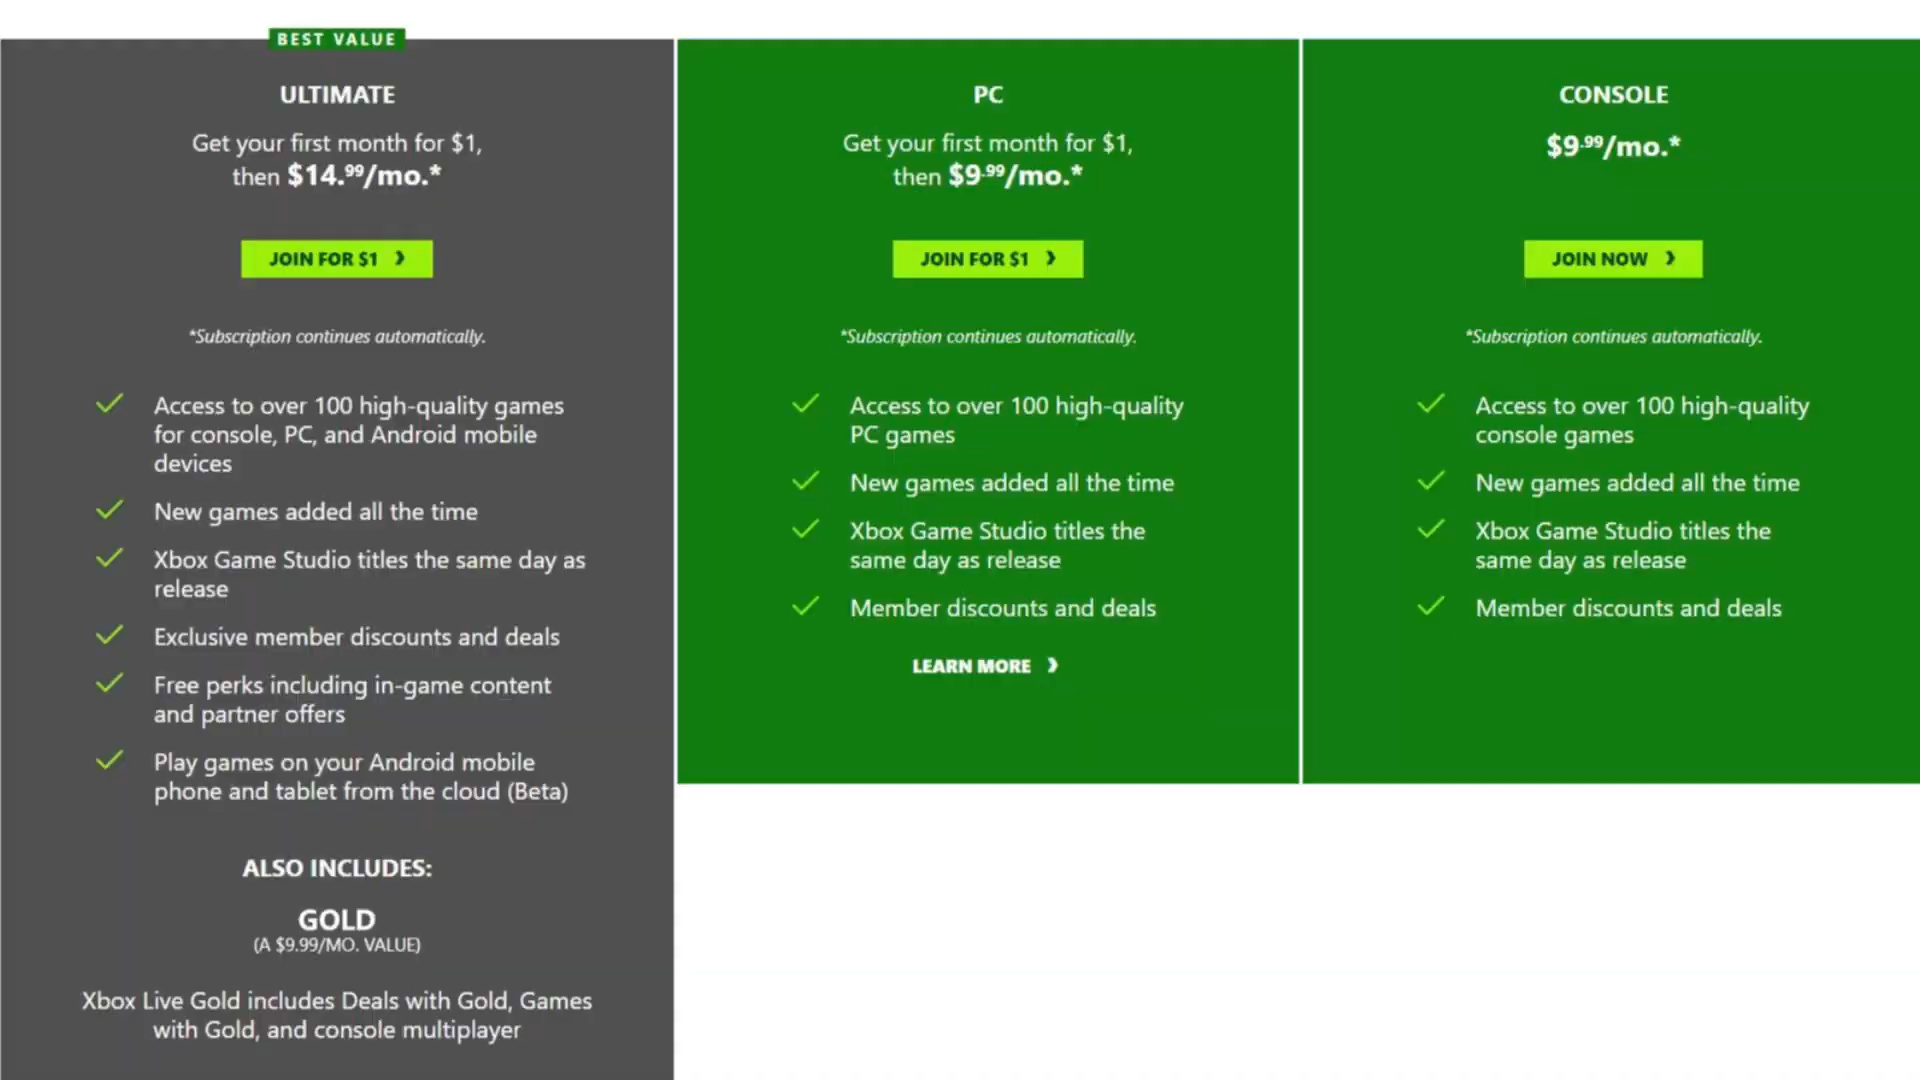 BEST VALUE
ULTIMATE
Get your first month for $1,
then $14.99/mo.*
JOIN FOR $1 ❯
*Subscription continues automatically.
Access to over 100 high-quality games
for console, PC, and Android mobile
devices
New games added all the time
Xbox Game Studio titles the same day as
release
Exclusive member discounts and deals
Free perks including in-game content
and partner offers
Play games on your Android mobile
phone and tablet from the cloud (Beta)
ALSO INCLUDES:
GOLD
(A $9.99/MO. VALUE)
Xbox Live Gold includes Deals with Gold, Games
with Gold, and console multiplayer
PC
Get your first month for $1,
then $9.99/mo.*
JOIN FOR $1 ❯
*Subscription continues automatically.
Access to over 100 high-quality
PC games
New games added all the time
Xbox Game Studio titles the
same day as release
Member discounts and deals
LEARN MORE ❯
CONSOLE
$9.99/mo.*
JOIN NOW ❯
*Subscription continues automatically.
Access to over 100 high-quality
console games
New games added all the time
Xbox Game Studio titles the
same day as release
Member discounts and deals